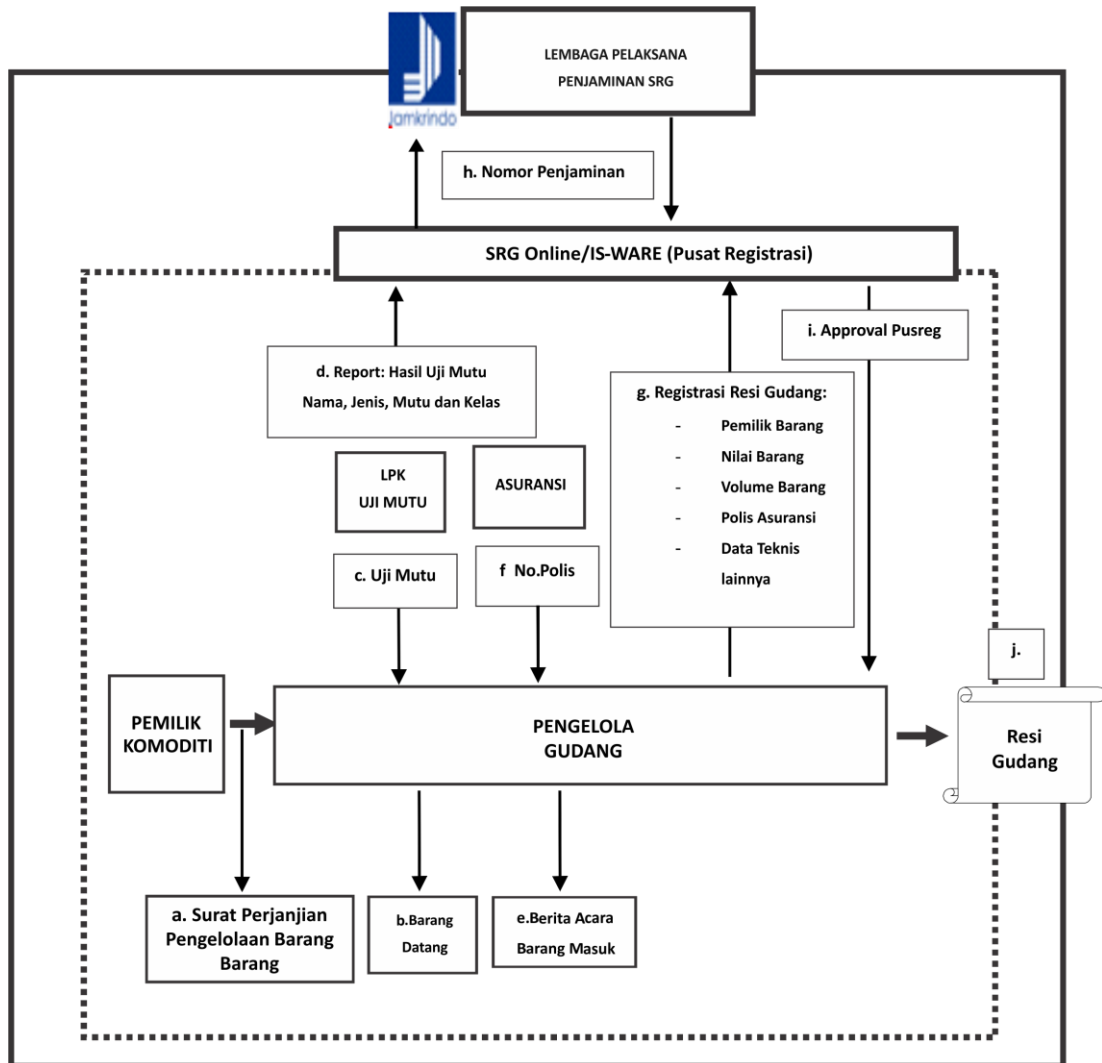 LEMBAGA PELAKSANA
PENJAMINAN SRG
Jamkrindo
h. Nomor Penjaminan
SRG Online/IS-WARE (Pusat Registrasi)
i. Approval Pusreg
d. Report: Hasil Uji Mutu
Nama, Jenis, Mutu dan Kelas
g. Registrasi Resi Gudang:
- Pemilik Barang
- Nilai Barang
- Volume Barang
- Polis Asuransi
- Data Teknis
lainnya
LPK
UJI MUTU
ASURANSI
c. Uji Mutu
f No.Polis
j.
PEMILIK
KOMODITI
PENGELOLA
GUDANG
Resi
Gudang
a. Surat Perjanjian
Pengelolaan Barang
Barang
b.Barang
Datang
e.Berita Acara
Barang Masuk